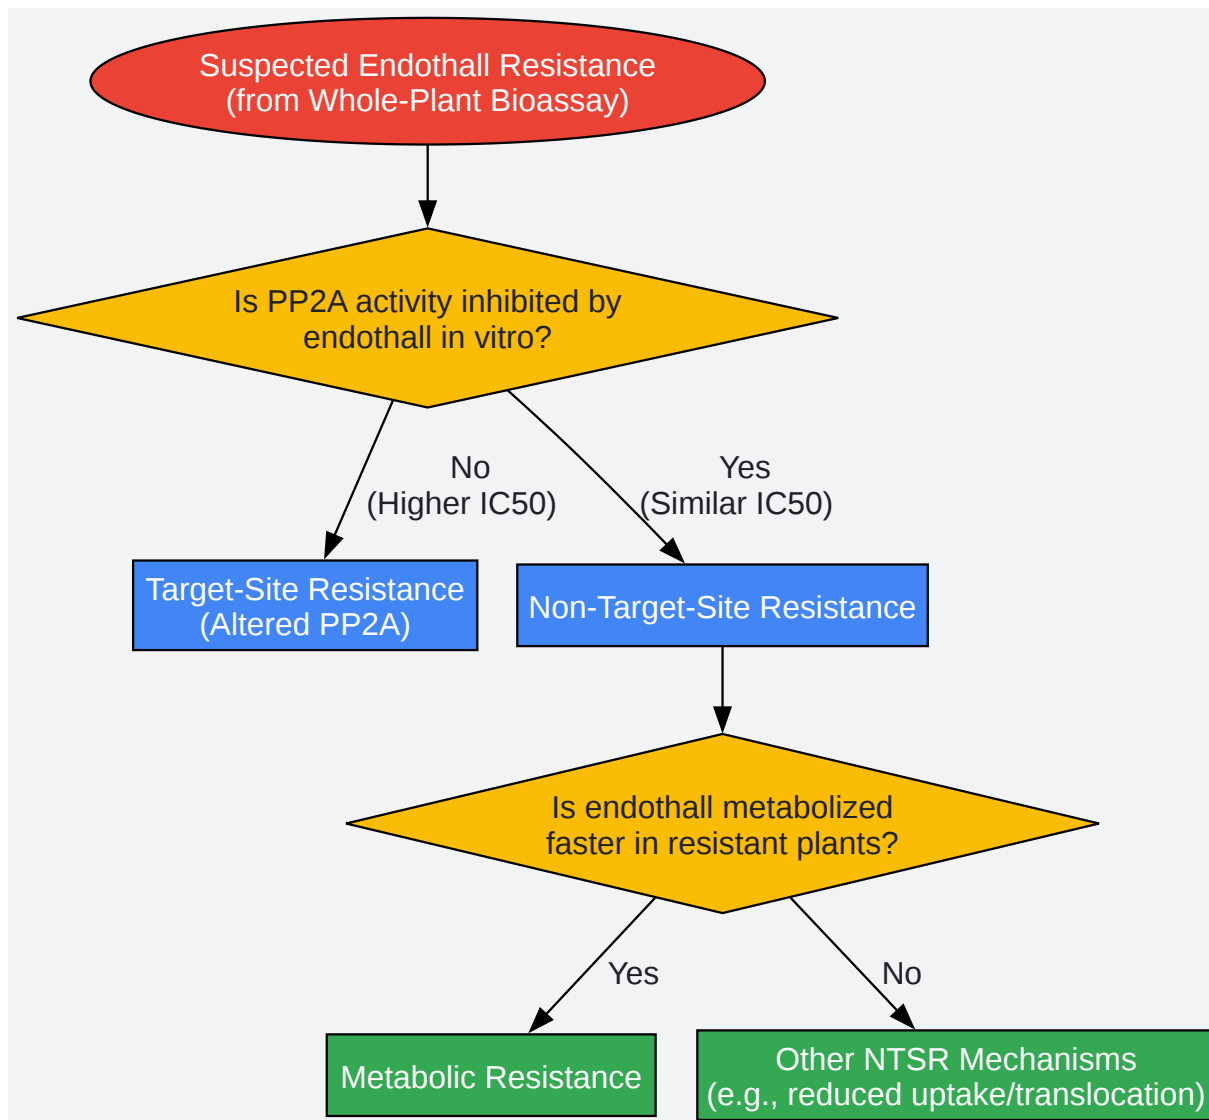 Suspected Endothall Resistance
(from Whole-Plant Bioassay)
Is PP2A activity inhibited by
endothall in vitro?
No
(Higher IC50)
Yes
(Similar IC50)
Target-Site Resistance
(Altered PP2A)
Non-Target-Site Resistance
Is endothall metabolized
faster in resistant plants?
Yes
No
Metabolic Resistance
Other NTSR Mechanisms
(e.g., reduced uptake/translocation)